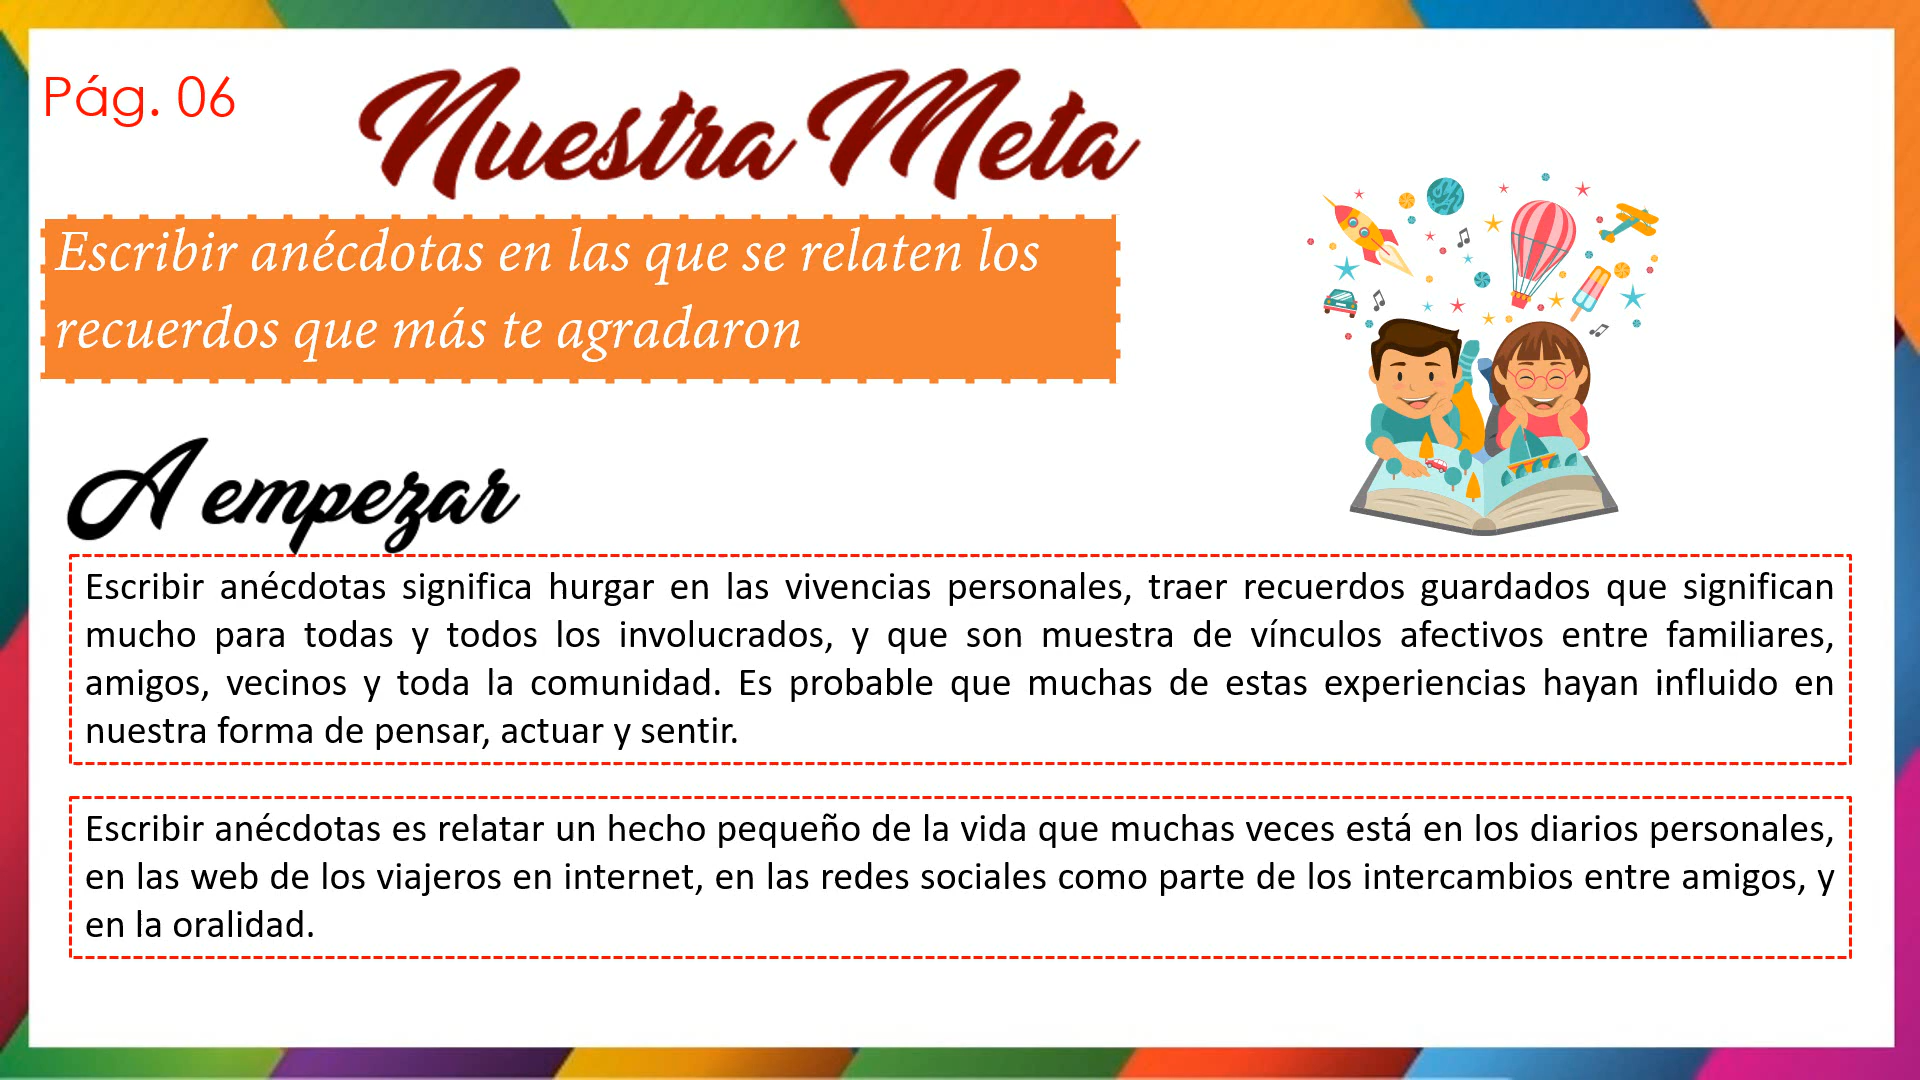 Pág. 06
Nuestra Meta
Escribir anécdotas en las que se relaten los
recuerdos que más te agradaron
A empezar
Escribir anécdotas significa hurgar en las vivencias personales, traer recuerdos guardados que significan
mucho para todas y todos los involucrados, y que son muestra de vínculos afectivos entre familiares,
amigos, vecinos y toda la comunidad. Es probable que muchas de estas experiencias hayan influido en
nuestra forma de pensar, actuar y sentir.
Escribir anécdotas es relatar un hecho pequeño de la vida que muchas veces está en los diarios personales,
en las web de los viajeros en internet, en las redes sociales como parte de los intercambios entre amigos, y
en la oralidad.